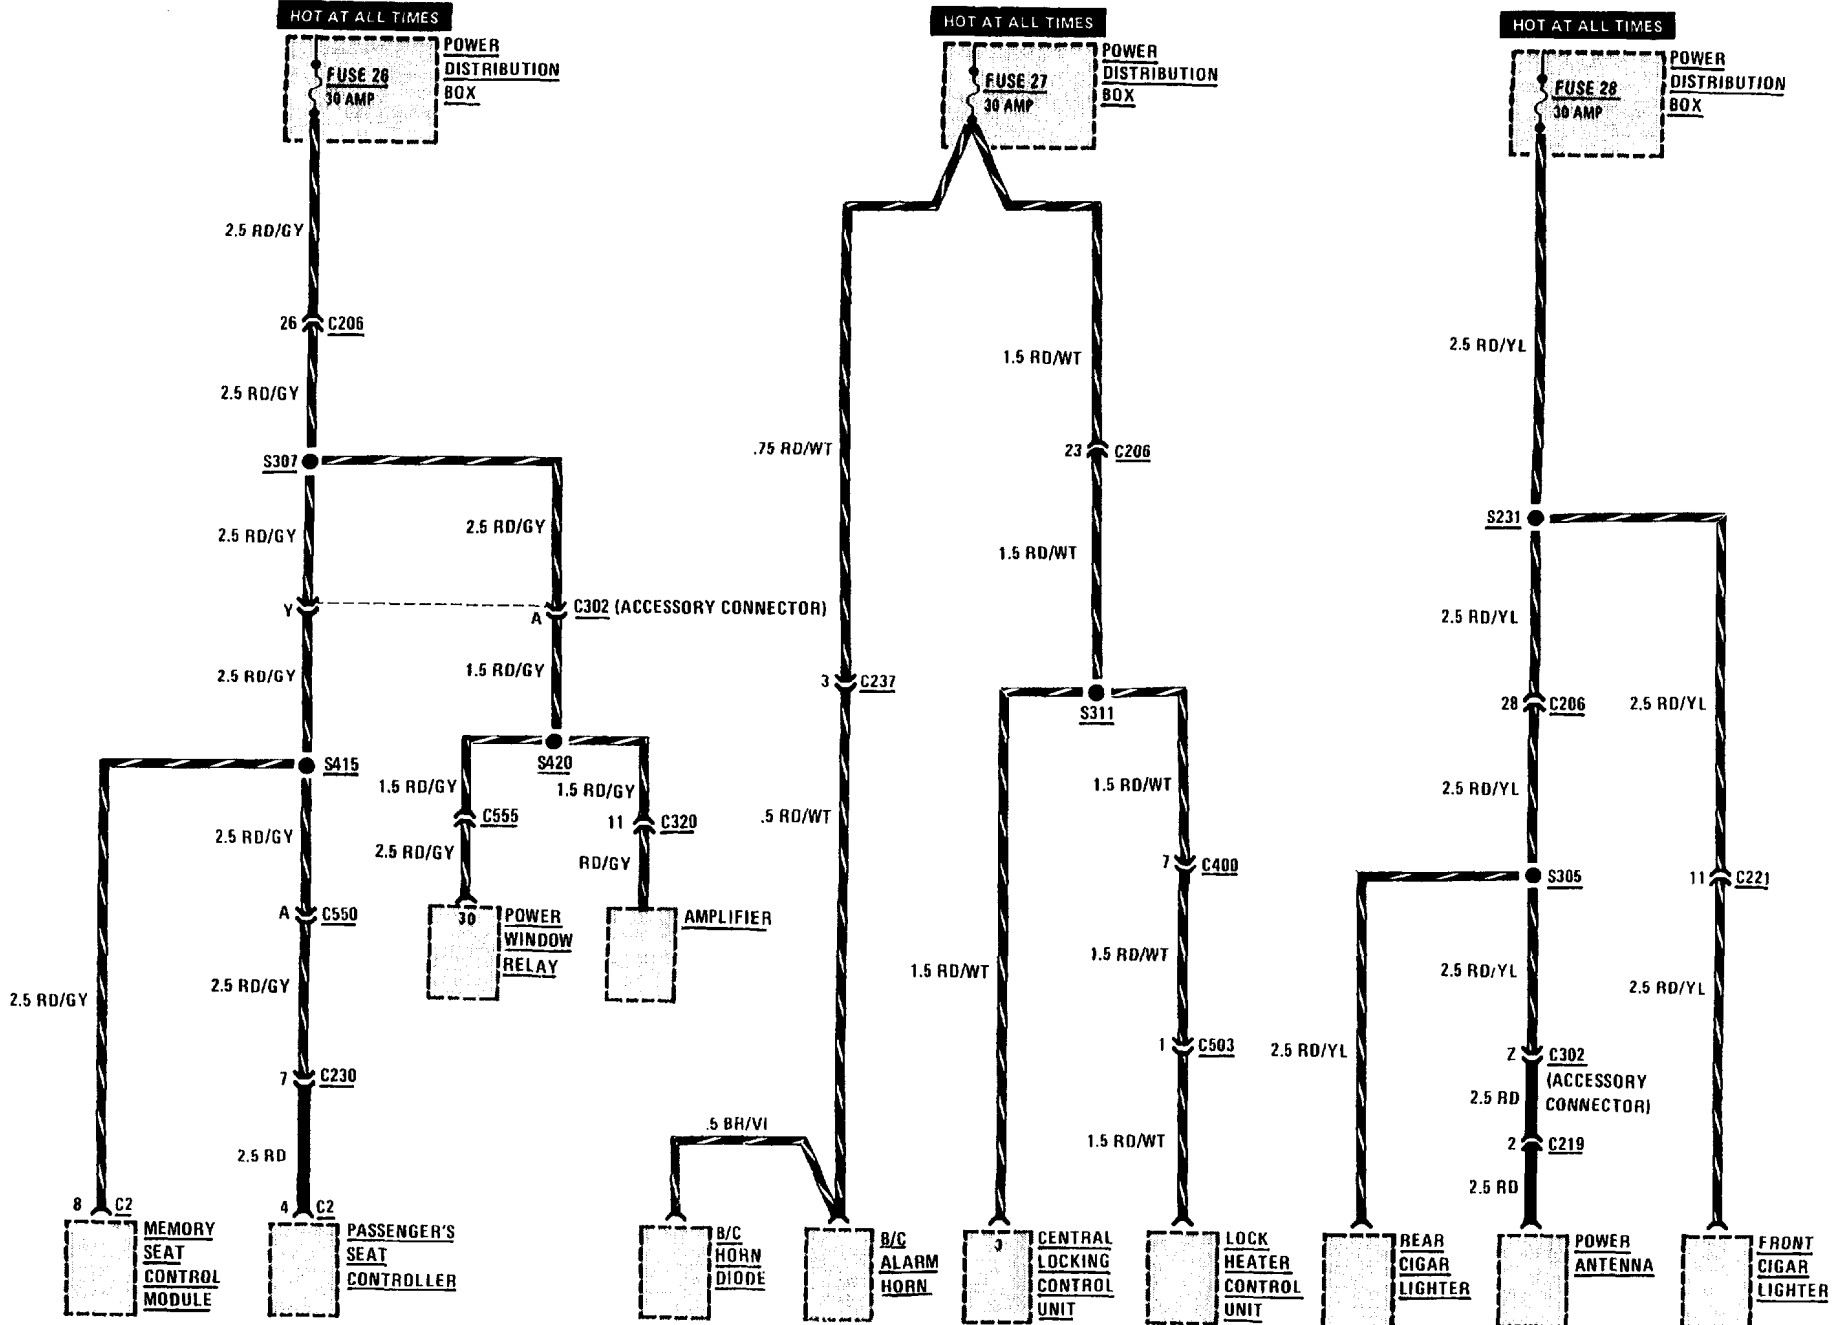 HOT AT ALL TIMES
POWER
DISTRIBUTION
BOX
FUSE 26
30 AMP
2.5 RD/GY
26
C206
2.5 RD/GY
S307
2.5 RD/GY
2.5 RD/GY
Y
A
C302 (ACCESSORY CONNECTOR)
2.5 RD/GY
1.5 RD/GY
S415
S420
1.5 RD/GY
1.5 RD/GY
C555
11
C320
2.5 RD/GY
2.5 RD/GY
RD/GY
A
C550
30
POWER
WINDOW
RELAY
AMPLIFIER
2.5 RD/GY
2.5 RD/GY
7
C230
2.5 RD
8
C2
4
C2
MEMORY
SEAT
CONTROL
MODULE
PASSENGER'S
SEAT
CONTROLLER
HOT AT ALL TIMES
POWER
DISTRIBUTION
BOX
FUSE 27
30 AMP
1.5 RD/WT
.75 RD/WT
23
C206
1.5 RD/WT
3
C237
S311
.5 RD/WT
1.5 RD/WT
7
C400
1.5 RD/WT
1.5 RD/WT
1
C503
.5 BR/VI
1.5 RD/WT
B/C
HORN
DIODE
B/C
ALARM
HORN
3
CENTRAL
LOCKING
CONTROL
UNIT
LOCK
HEATER
CONTROL
UNIT
HOT AT ALL TIMES
POWER
DISTRIBUTION
BOX
FUSE 28
30 AMP
2.5 RD/YL
S231
2.5 RD/YL
28
C206
2.5 RD/YL
2.5 RD/YL
S305
11
C221
2.5 RD/YL
2.5 RD/YL
2.5 RD/YL
Z
C302
(ACCESSORY
CONNECTOR)
2.5 RD
2
C219
2.5 RD
REAR
CIGAR
LIGHTER
POWER
ANTENNA
FRONT
CIGAR
LIGHTER